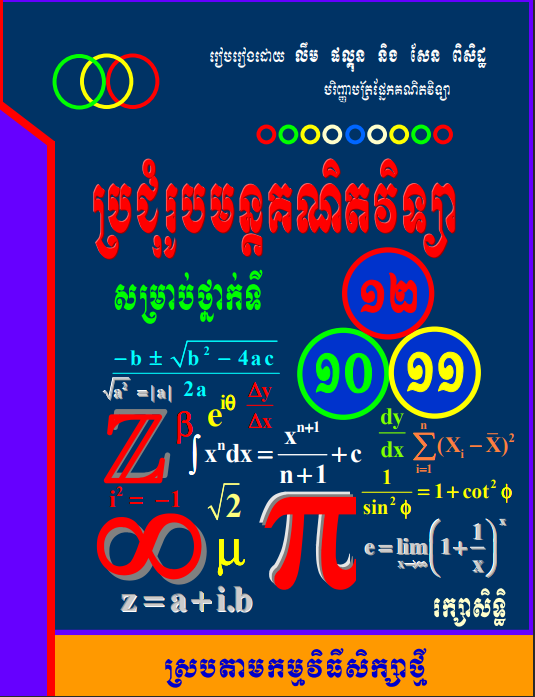 រៀបរៀងដោយ លឹម ផល្គុន និង សែន ពិសិដ្ឋ
បរិញ្ញាបត្រផ្នែកគណិតវិទ្យា
ប្រជុំរូបមន្តគណិតវិទ្យា
សម្រាប់ថ្នាក់ទី
១២
១០ ១១
-b ± √(b² - 4ac) / 2a
√a² = |a|
β e^{iθ} Δy/Δx
ℤ
∫ xⁿdx = x^{n+1}/(n+1) + c
dy/dx
∑_{i=1}^{n} (X_i - X̄)²
i² = -1
√2
1/sin² φ = 1 + cot² φ
∞ μ π
e = lim_{x→∞} (1 + 1/x)^x
z = a + i.b
រក្សាសិទ្ធិ
ស្របតាមកម្មវិធីសិក្សាថ្មី